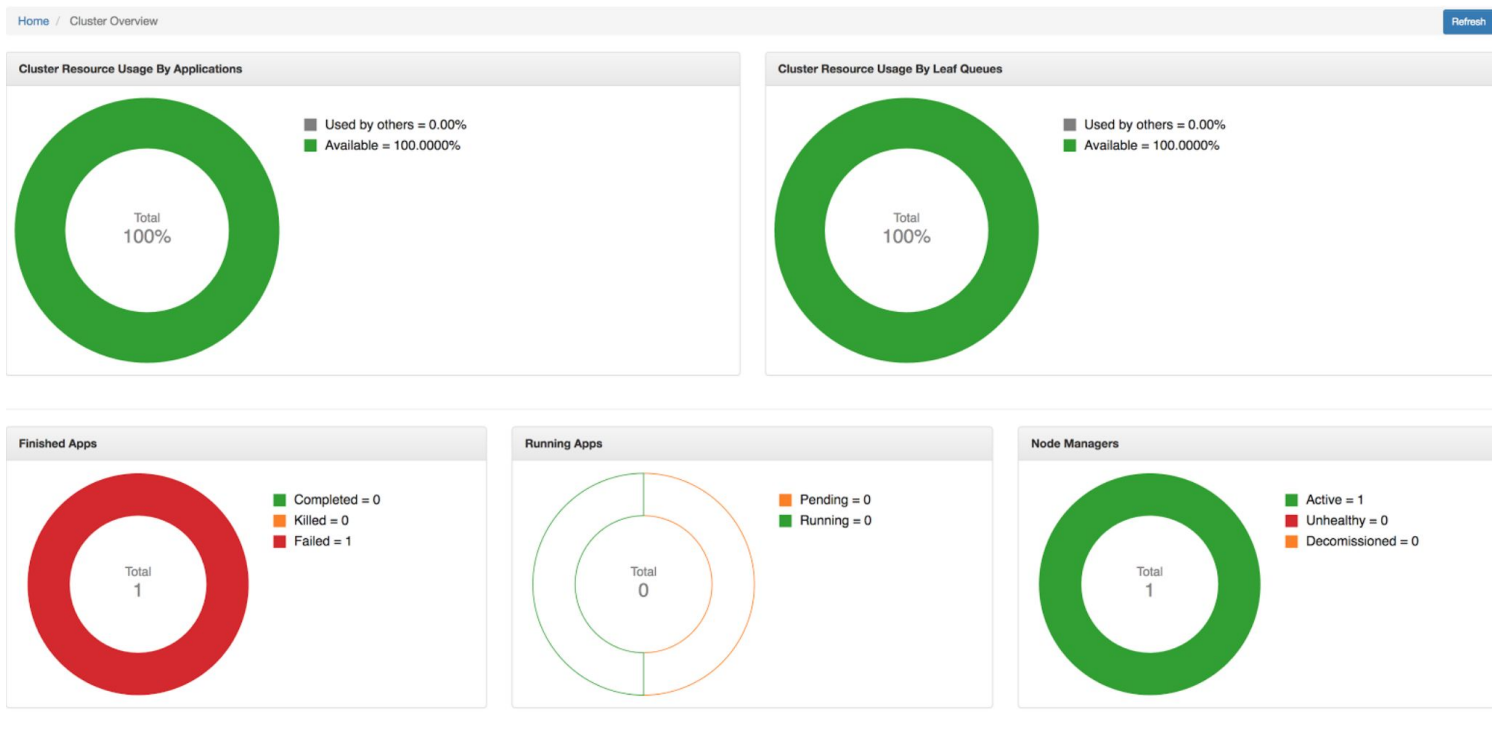 Home / Cluster Overview
Refresh
Cluster Resource Usage By Applications
Used by others = 0.00%
Available = 100.0000%
Total
100%
Cluster Resource Usage By Leaf Queues
Used by others = 0.00%
Available = 100.0000%
Total
100%
Finished Apps
Completed = 0
Killed = 0
Failed = 1
Total
1
Running Apps
Pending = 0
Running = 0
Total
0
Node Managers
Active = 1
Unhealthy = 0
Decomissioned = 0
Total
1